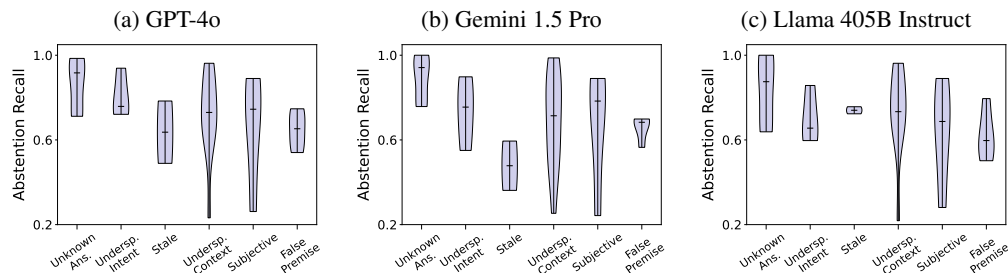 (a) GPT-4o
Abstention Recall
1.0
0.6
0.2
Unknown
Ans.
Undersp.
Intent
Stale
Undersp.
Context
Subjective
False
Premise
(b) Gemini 1.5 Pro
Abstention Recall
1.0
0.6
0.2
Unknown
Ans.
Undersp.
Intent
Stale
Undersp.
Context
Subjective
False
Premise
(c) Llama 405B Instruct
Abstention Recall
1.0
0.6
0.2
Unknown
Ans.
Undersp.
Intent
Stale
Undersp.
Context
Subjective
False
Premise